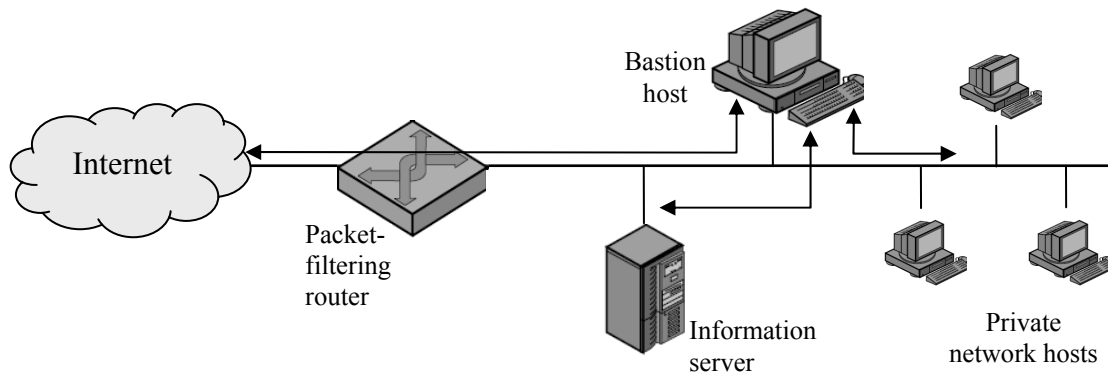 Bastion
host
Internet
Packet-
filtering
router
Information
server
Private
network hosts